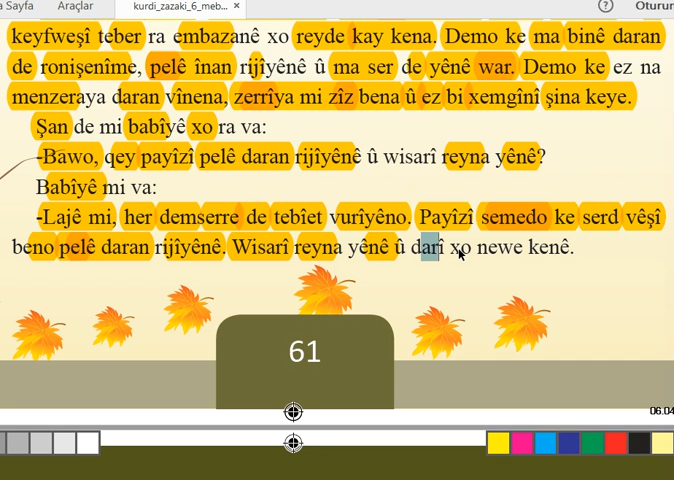 a Sayfa Araçlar kurdi_zazaki_6_meb... × ? Oturur
keyfweşî teber ra embazanê xo reyde kay kena. Demo ke ma binê daran
de ronişenîme, pelê înan rijîyênê û ma ser de yênê war. Demo ke ez na
menzeraya daran vînena, zerrîya mi zîz bena û ez bi xemgînî şina keye.
Şan de mi babîyê xo ra va:
-Bawo, qey payîzî pelê daran rijîyênê û wisarî reyna yênê?
Babîyê mi va:
-Lajê mi, her demserre de tebîet vurîyêno. Payîzî semedo ke serd vêşî
beno pelê daran rijîyênê. Wisarî reyna yênê û darî xo newe kenê.
61
06.04